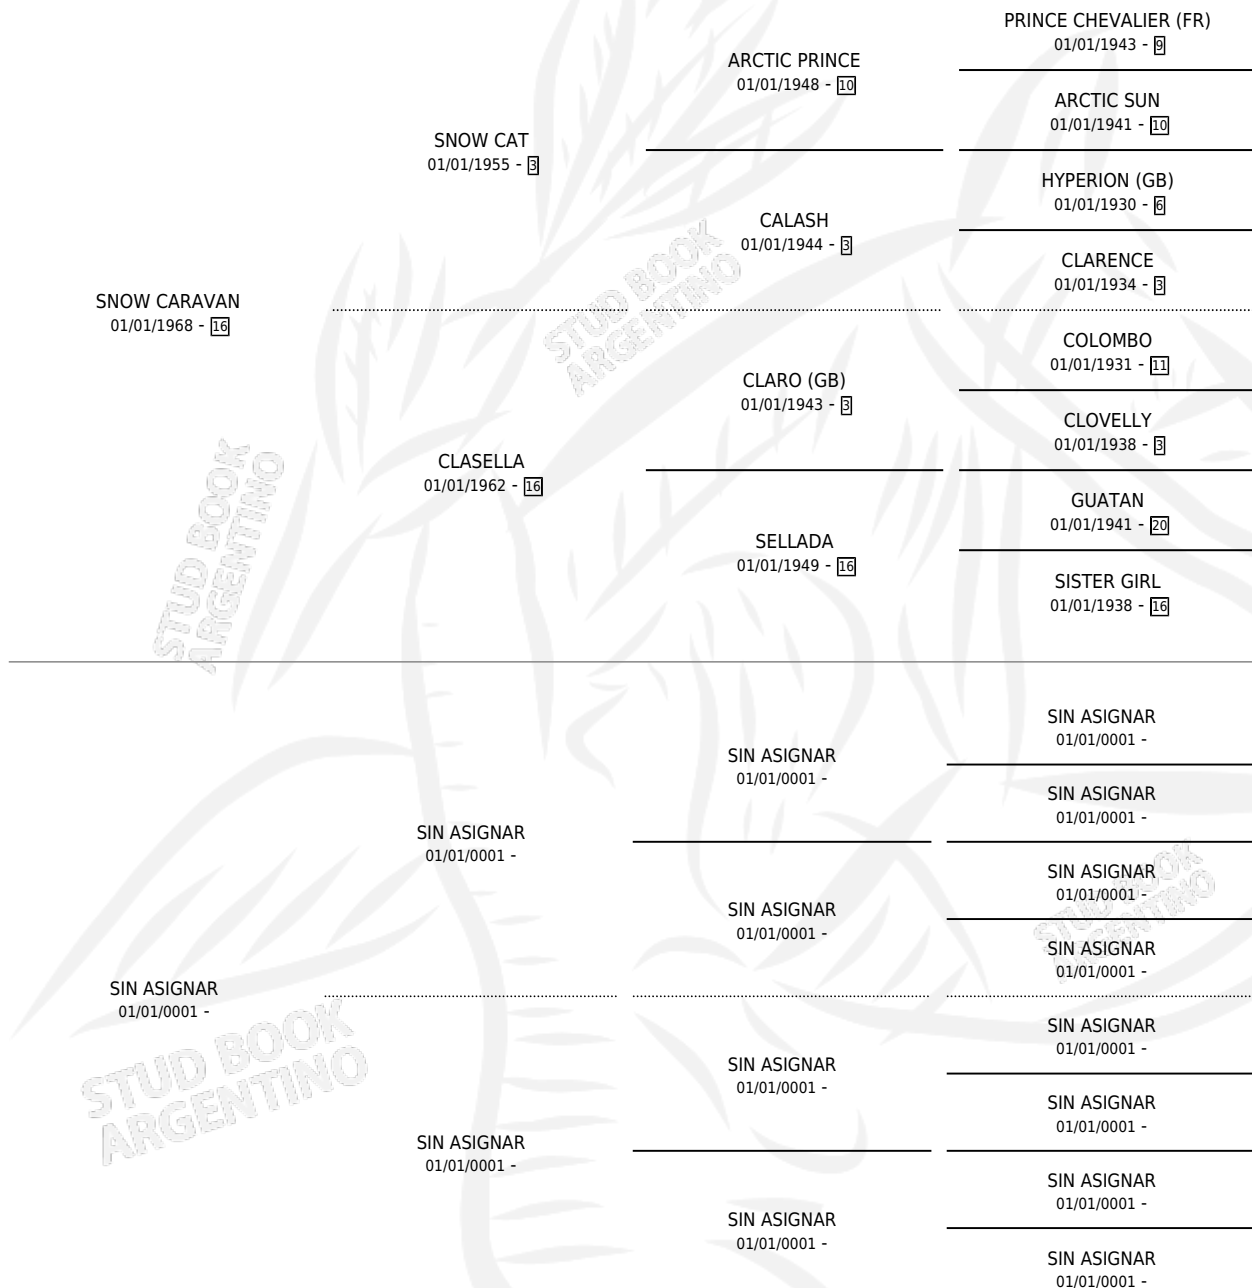 PRINCE CHEVALIER (FR)
01/01/1943 - 9
ARCTIC PRINCE
01/01/1948 - 10
ARCTIC SUN
01/01/1941 - 10
SNOW CAT
01/01/1955 - 3
HYPERION (GB)
01/01/1930 - 6
CALASH
01/01/1944 - 3
CLARENCE
01/01/1934 - 3
SNOW CARAVAN
01/01/1968 - 16
COLOMBO
01/01/1931 - 11
CLARO (GB)
01/01/1943 - 3
CLOVELLY
01/01/1938 - 3
CLASELLA
01/01/1962 - 16
GUATAN
01/01/1941 - 20
SELLADA
01/01/1949 - 16
SISTER GIRL
01/01/1938 - 16
STUD BOOK
ARGENTINO
STUD BOOK
ARGENTINO
SIN ASIGNAR
01/01/0001 -
SIN ASIGNAR
01/01/0001 -
SIN ASIGNAR
01/01/0001 -
SIN ASIGNAR
01/01/0001 -
SIN ASIGNAR
01/01/0001 -
SIN ASIGNAR
01/01/0001 -
SIN ASIGNAR
01/01/0001 -
SIN ASIGNAR
01/01/0001 -
SIN ASIGNAR
01/01/0001 -
SIN ASIGNAR
01/01/0001 -
SIN ASIGNAR
01/01/0001 -
SIN ASIGNAR
01/01/0001 -
SIN ASIGNAR
01/01/0001 -
SIN ASIGNAR
01/01/0001 -
SIN ASIGNAR
01/01/0001 -
STUD BOOK
ARGENTINO
STUD BOOK
ARGENTINO